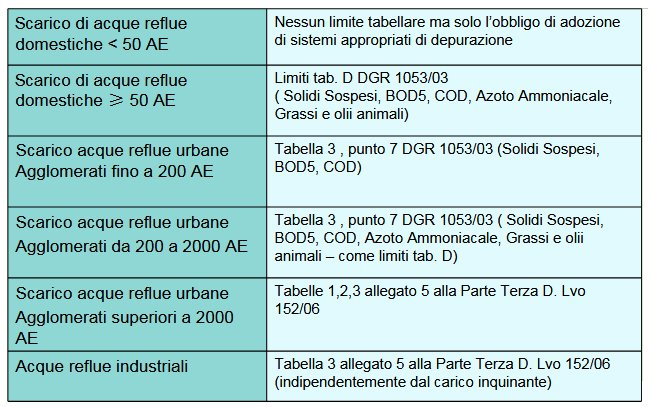 Scarico di acque reflue
domestiche < 50 AE
Nessun limite tabellare ma solo l’obbligo di adozione
di sistemi appropriati di depurazione
Scarico di acque reflue
domestiche ⩾ 50 AE
Limiti tab. D DGR 1053/03
( Solidi Sospesi, BOD5, COD, Azoto Ammoniacale,
Grassi e olii animali)
Scarico acque reflue urbane
Agglomerati fino a 200 AE
Tabella 3 , punto 7 DGR 1053/03 (Solidi Sospesi,
BOD5, COD)
Scarico acque reflue urbane
Agglomerati da 200 a 2000 AE
Tabella 3 , punto 7 DGR 1053/03 ( Solidi Sospesi,
BOD5, COD, Azoto Ammoniacale, Grassi e olii
animali – come limiti tab. D)
Scarico acque reflue urbane
Agglomerati superiori a 2000
AE
Tabelle 1,2,3 allegato 5 alla Parte Terza D. Lvo
152/06
Acque reflue industriali
Tabella 3 allegato 5 alla Parte Terza D. Lvo 152/06
(indipendentemente dal carico inquinante)